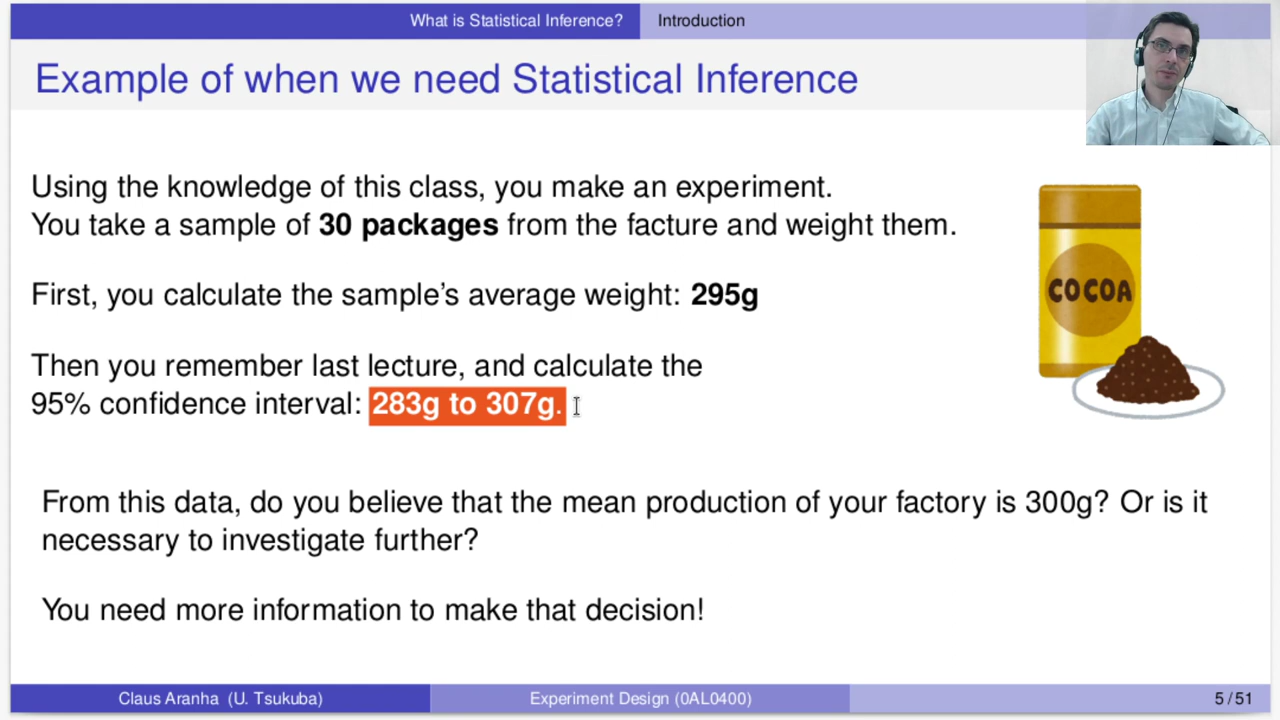 What is Statistical Inference? Introduction
Example of when we need Statistical Inference
Using the knowledge of this class, you make an experiment.
You take a sample of 30 packages from the facture and weight them.
First, you calculate the sample's average weight: 295g
Then you remember last lecture, and calculate the
95% confidence interval: 283g to 307g.
COCOA
From this data, do you believe that the mean production of your factory is 300g? Or is it
necessary to investigate further?
You need more information to make that decision!
Claus Aranha (U. Tsukuba) Experiment Design (0AL0400) 5 / 51